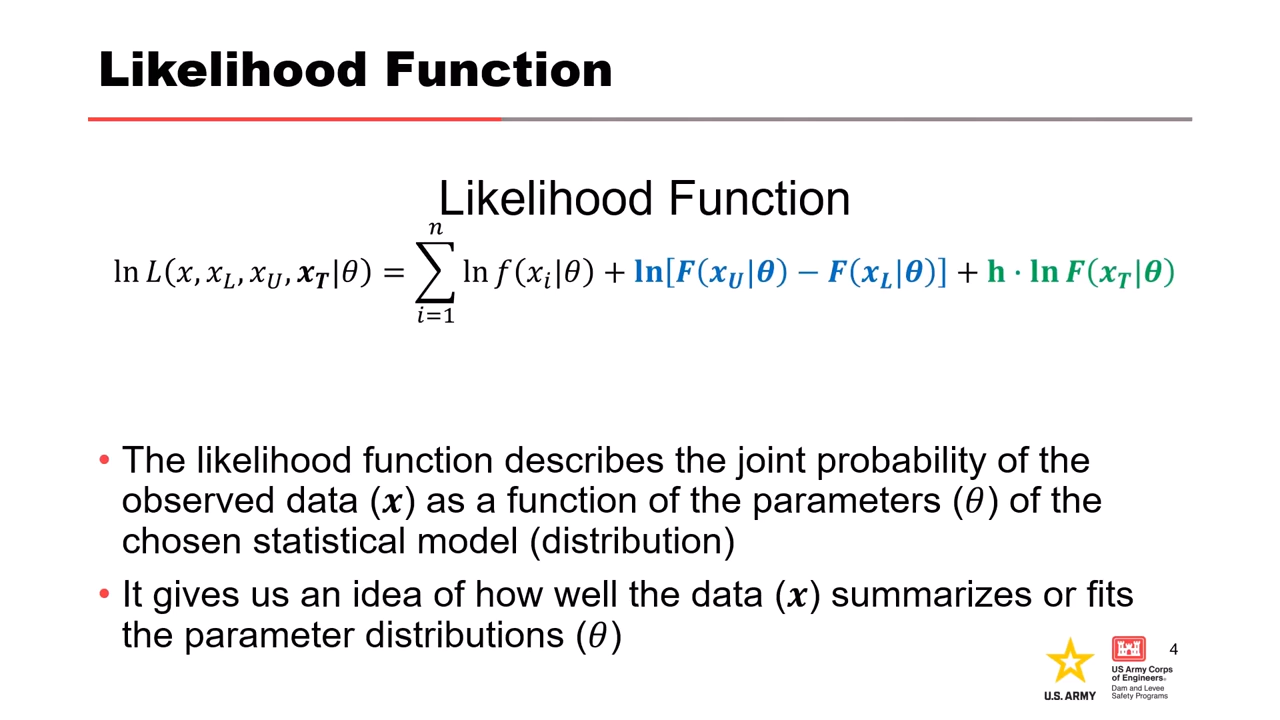 Likelihood Function
Likelihood Function
ln L(x, x_L, x_U, x_T|θ) = ∑_{i=1}^{n} ln f(x_i|θ) + ln[F(x_U|θ) − F(x_L|θ)] + h · ln F(x_T|θ)
• The likelihood function describes the joint probability of the
observed data (x) as a function of the parameters (θ) of the
chosen statistical model (distribution)
• It gives us an idea of how well the data (x) summarizes or fits
the parameter distributions (θ)
U.S. ARMY
US Army Corps
of Engineers®
Dam and Levee
Safety Programs
4